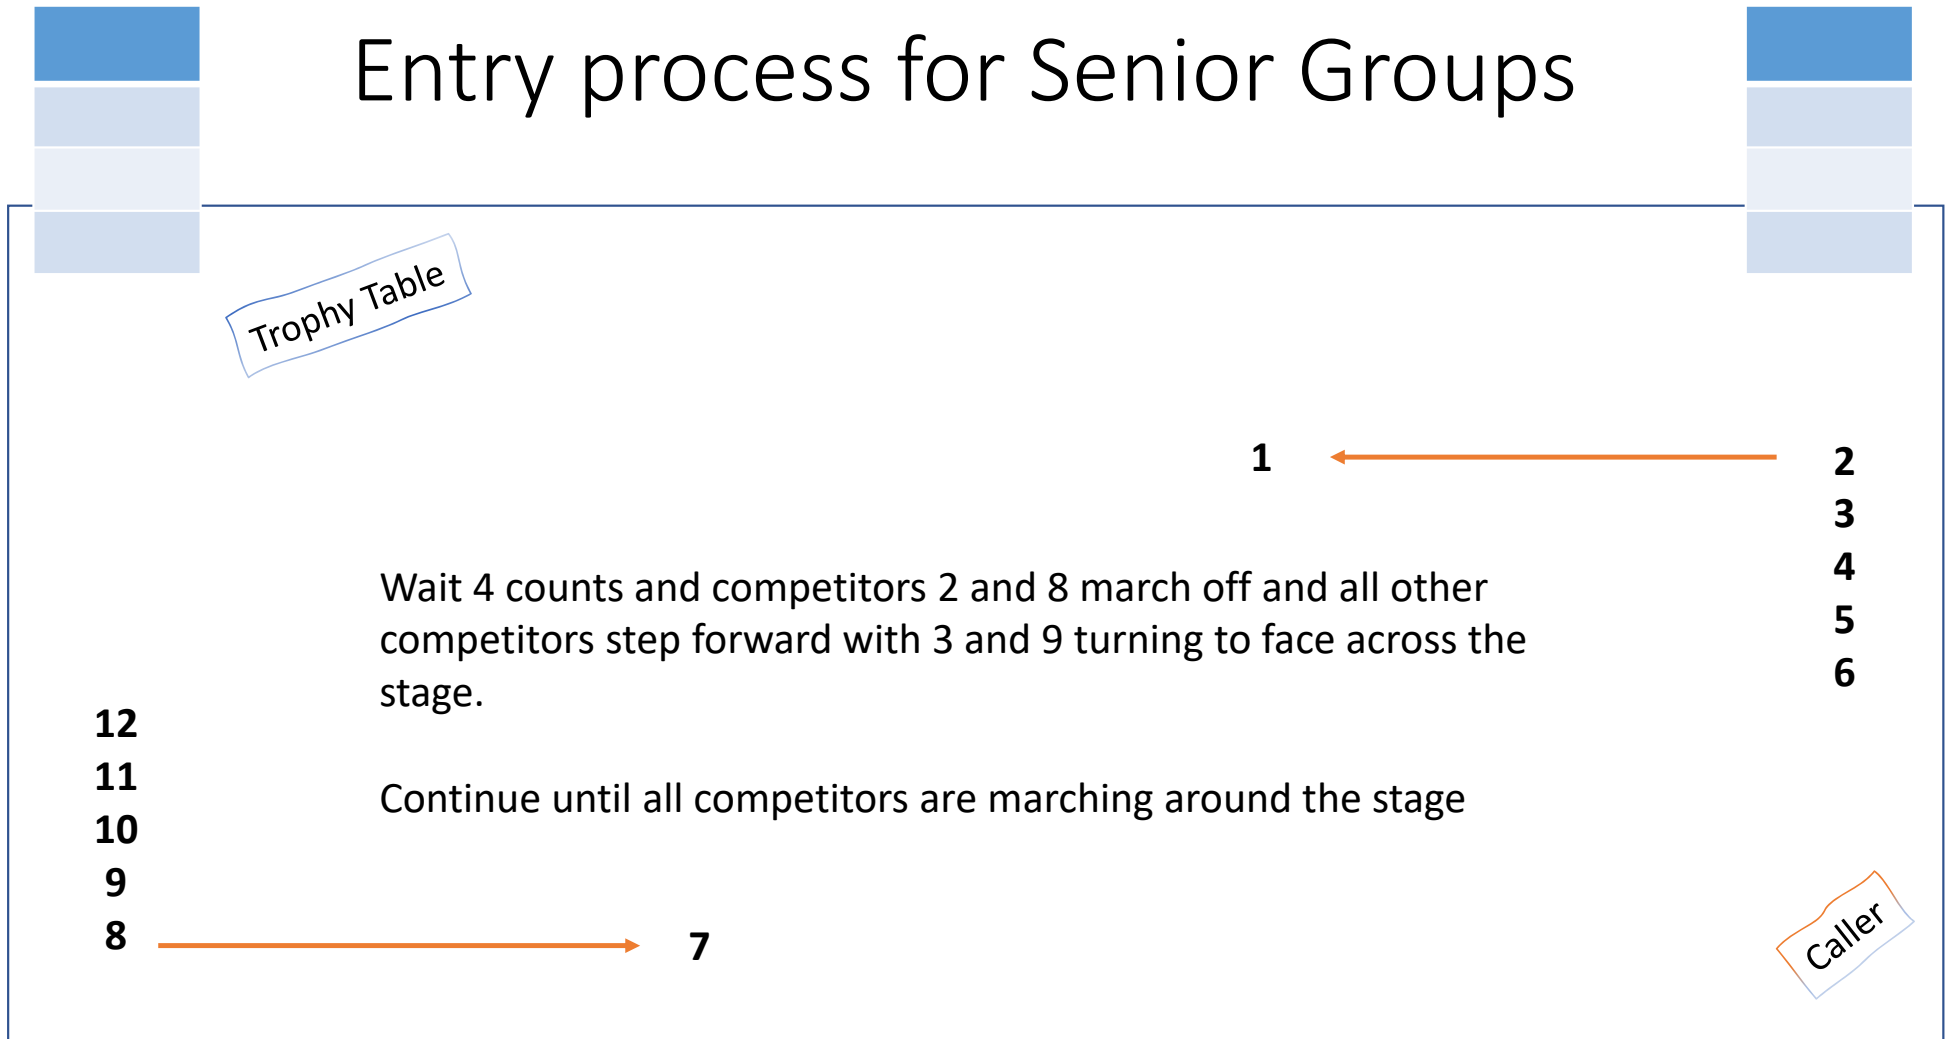 Entry process for Senior Groups
Trophy Table
1
2
3
4
5
6
Wait 4 counts and competitors 2 and 8 march off and all other
competitors step forward with 3 and 9 turning to face across the
stage.
Continue until all competitors are marching around the stage
12
11
10
9
8
7
Caller